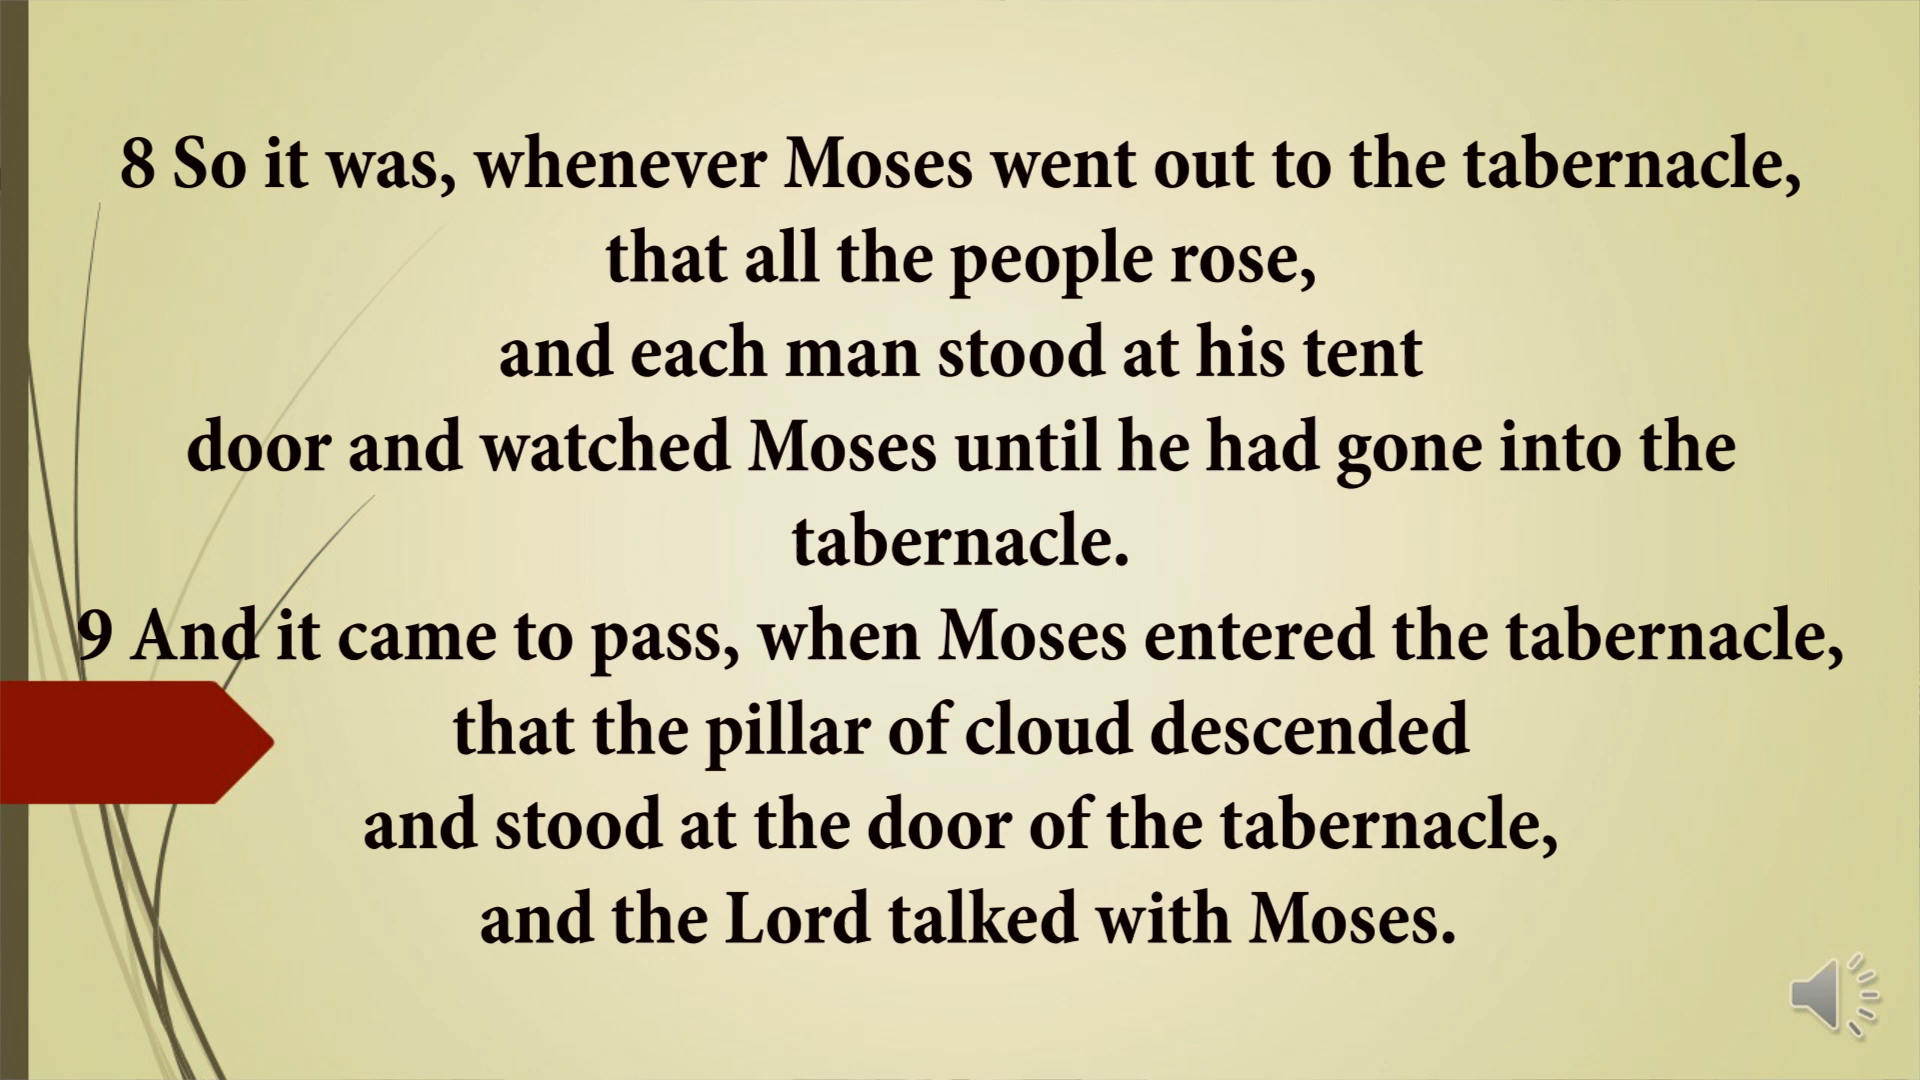 8 So it was, whenever Moses went out to the tabernacle,
that all the people rose,
and each man stood at his tent
door and watched Moses until he had gone into the
tabernacle.
9 And it came to pass, when Moses entered the tabernacle,
that the pillar of cloud descended
and stood at the door of the tabernacle,
and the Lord talked with Moses.